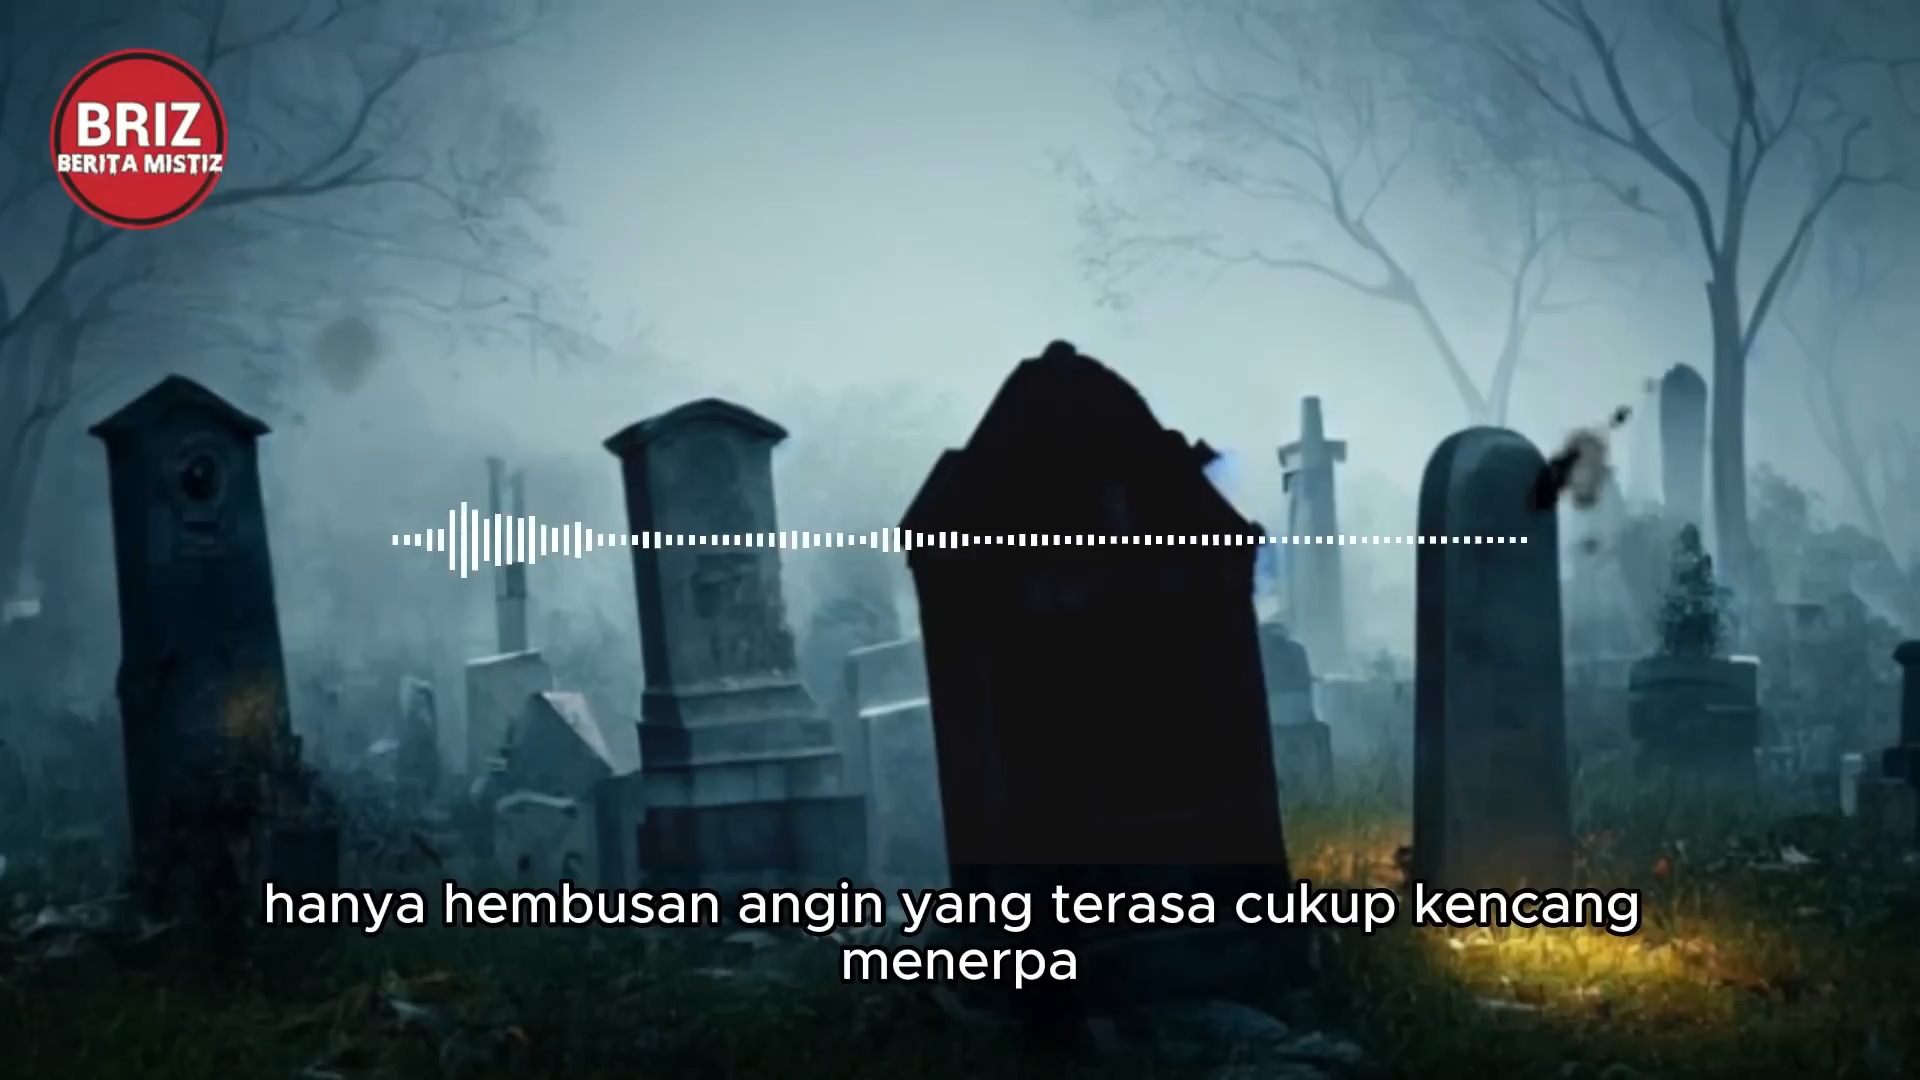 BRIZ
BERITA MISTIZ
hanya hembusan angin yang terasa cukup kencang
menerpa